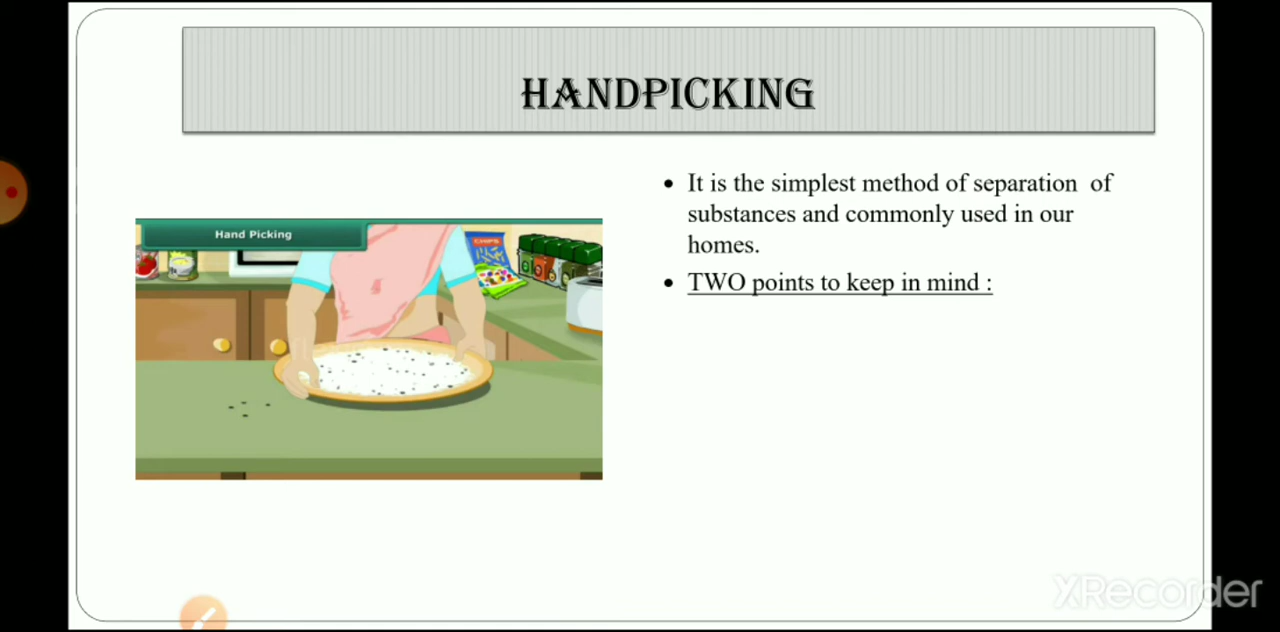 HANDPICKING
Hand Picking
CHIPS
• It is the simplest method of separation of
substances and commonly used in our
homes.
• TWO points to keep in mind :
XRecorder